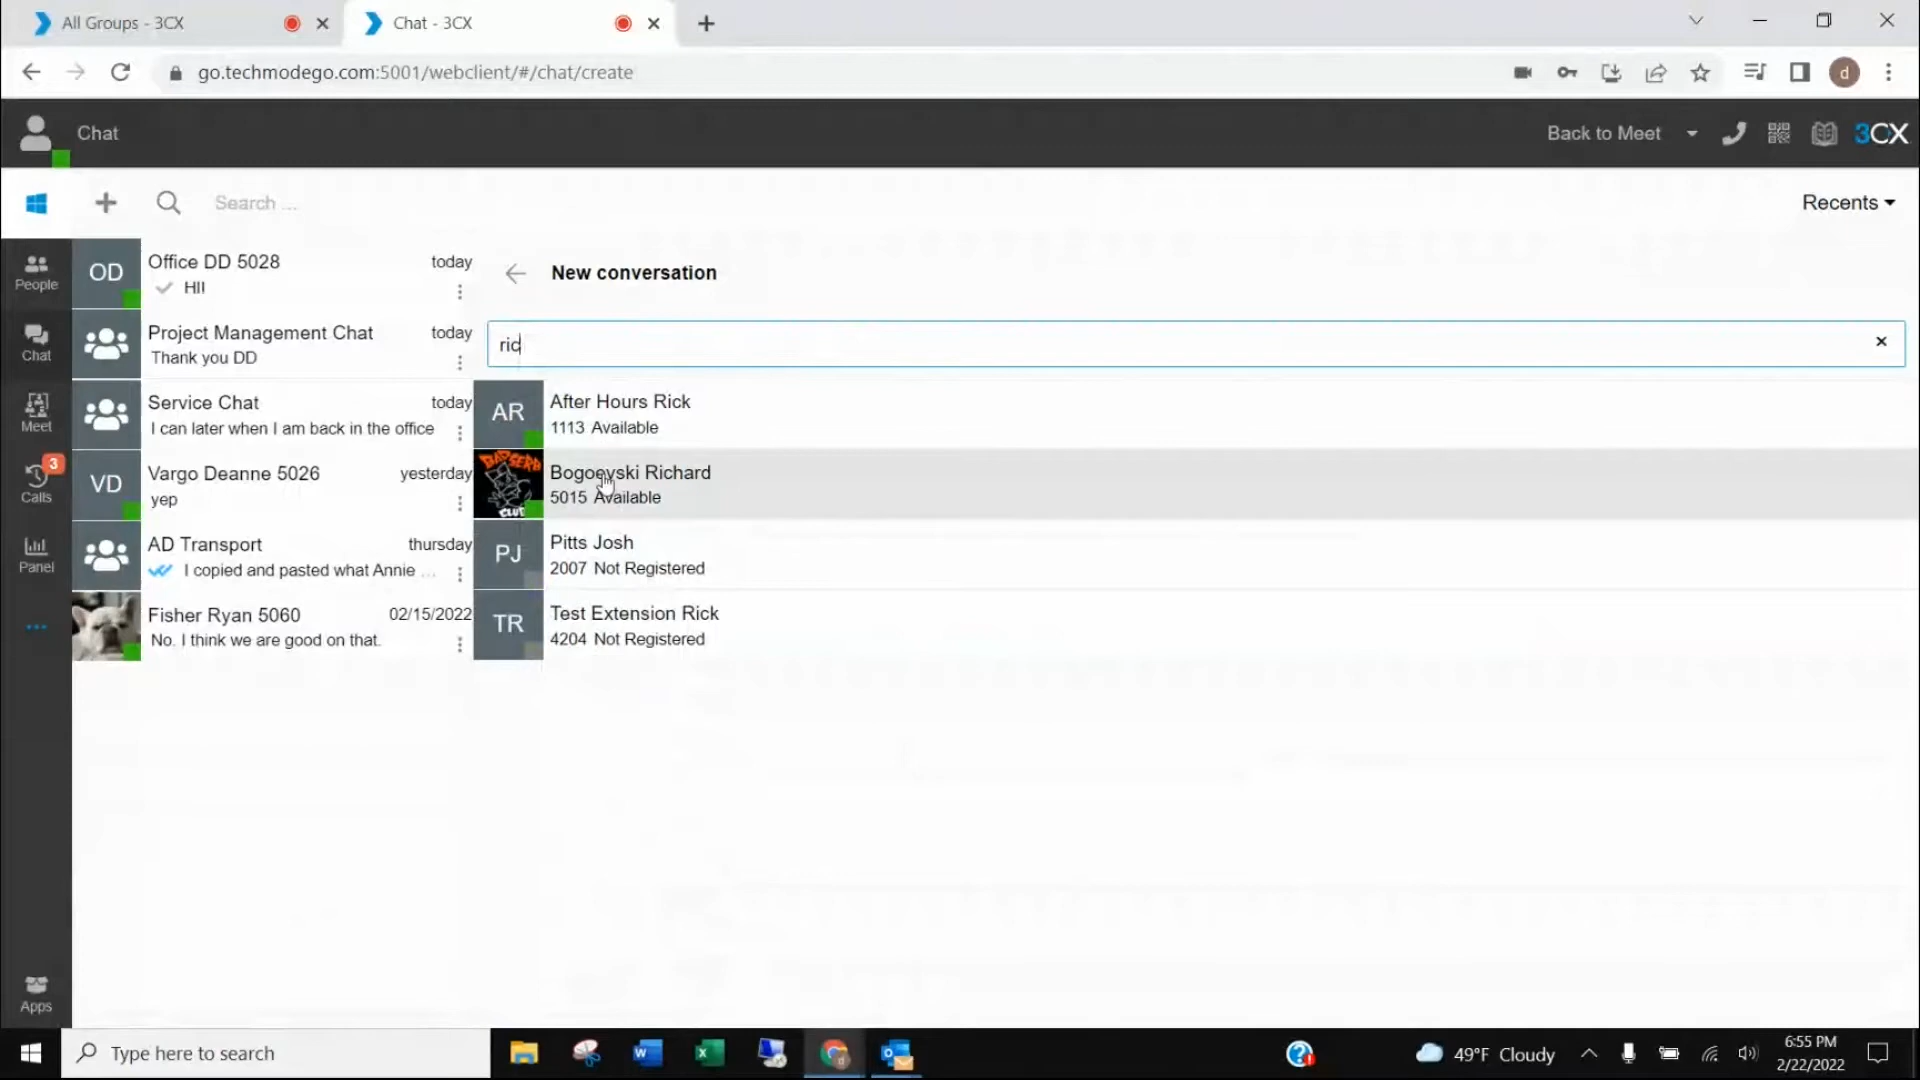 All Groups - 3CX
Chat - 3CX
go.techmodego.com:5001/webclient/#/chat/create
d
Chat
Back to Meet
3CX
Search ...
Recents
People
Chat
Meet
3
Calls
Panel
Apps
OD
Office DD 5028
today
HI!
Project Management Chat
today
Thank you DD
Service Chat
today
I can later when I am back in the office
VD
Vargo Deanne 5026
yesterday
yep
AD Transport
thursday
I copied and pasted what Annie ...
Fisher Ryan 5060
02/15/2022
No. I think we are good on that.
New conversation
ric
AR
After Hours Rick
1113 Available
Bogoevski Richard
5015 Available
CLUB
PJ
Pitts Josh
2007 Not Registered
TR
Test Extension Rick
4204 Not Registered
Type here to search
49°F Cloudy
6:55 PM
2/22/2022